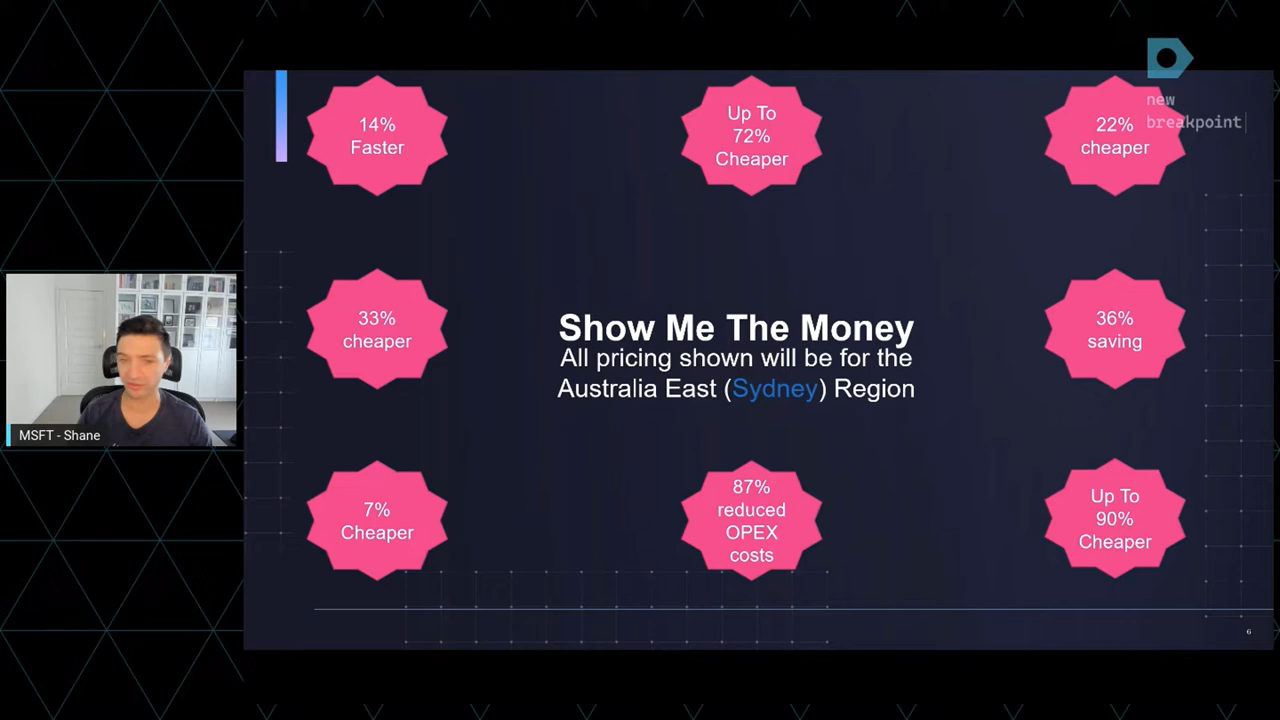 14%
Faster
Up To
72%
Cheaper
22%
cheaper
new
breakpoint
33%
cheaper
Show Me The Money
All pricing shown will be for the
Australia East (Sydney) Region
36%
saving
MSFT - Shane
7%
Cheaper
87%
reduced
OPEX
costs
Up To
90%
Cheaper
6